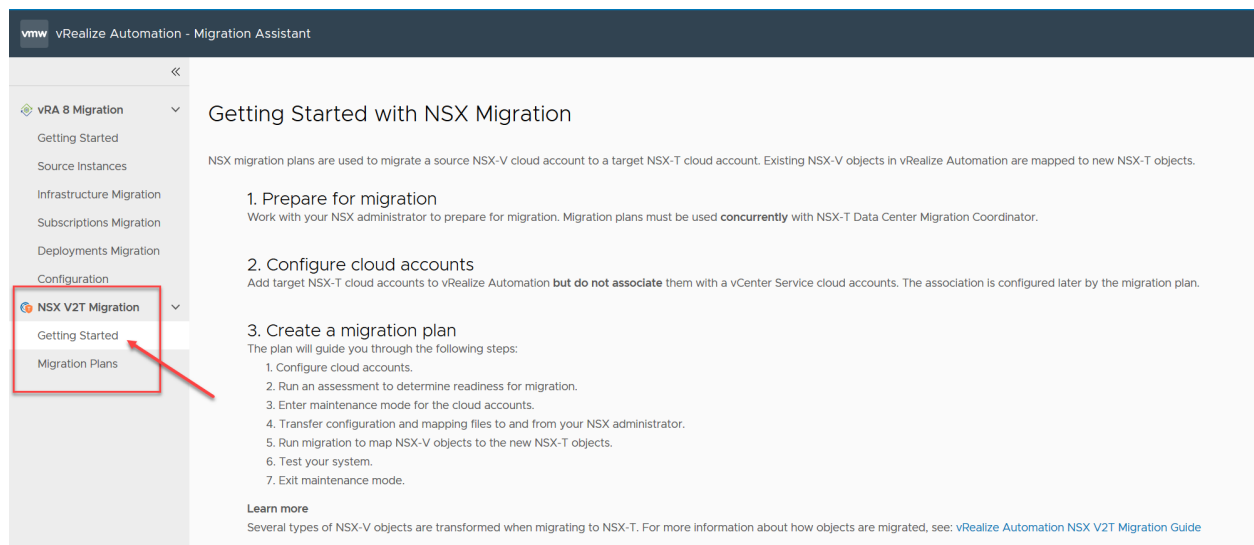 vmw vRealize Automation - Migration Assistant
vRA 8 Migration
Getting Started
Source Instances
Infrastructure Migration
Subscriptions Migration
Deployments Migration
Configuration
NSX V2T Migration
Getting Started
Migration Plans
Getting Started with NSX Migration
NSX migration plans are used to migrate a source NSX-V cloud account to a target NSX-T cloud account. Existing NSX-V objects in vRealize Automation are mapped to new NSX-T objects.
1. Prepare for migration
Work with your NSX administrator to prepare for migration. Migration plans must be used concurrently with NSX-T Data Center Migration Coordinator.
2. Configure cloud accounts
Add target NSX-T cloud accounts to vRealize Automation but do not associate them with a vCenter Service cloud accounts. The association is configured later by the migration plan.
3. Create a migration plan
The plan will guide you through the following steps:
1. Configure cloud accounts.
2. Run an assessment to determine readiness for migration.
3. Enter maintenance mode for the cloud accounts.
4. Transfer configuration and mapping files to and from your NSX administrator.
5. Run migration to map NSX-V objects to the new NSX-T objects.
6. Test your system.
7. Exit maintenance mode.
Learn more
Several types of NSX-V objects are transformed when migrating to NSX-T. For more information about how objects are migrated, see: vRealize Automation NSX V2T Migration Guide